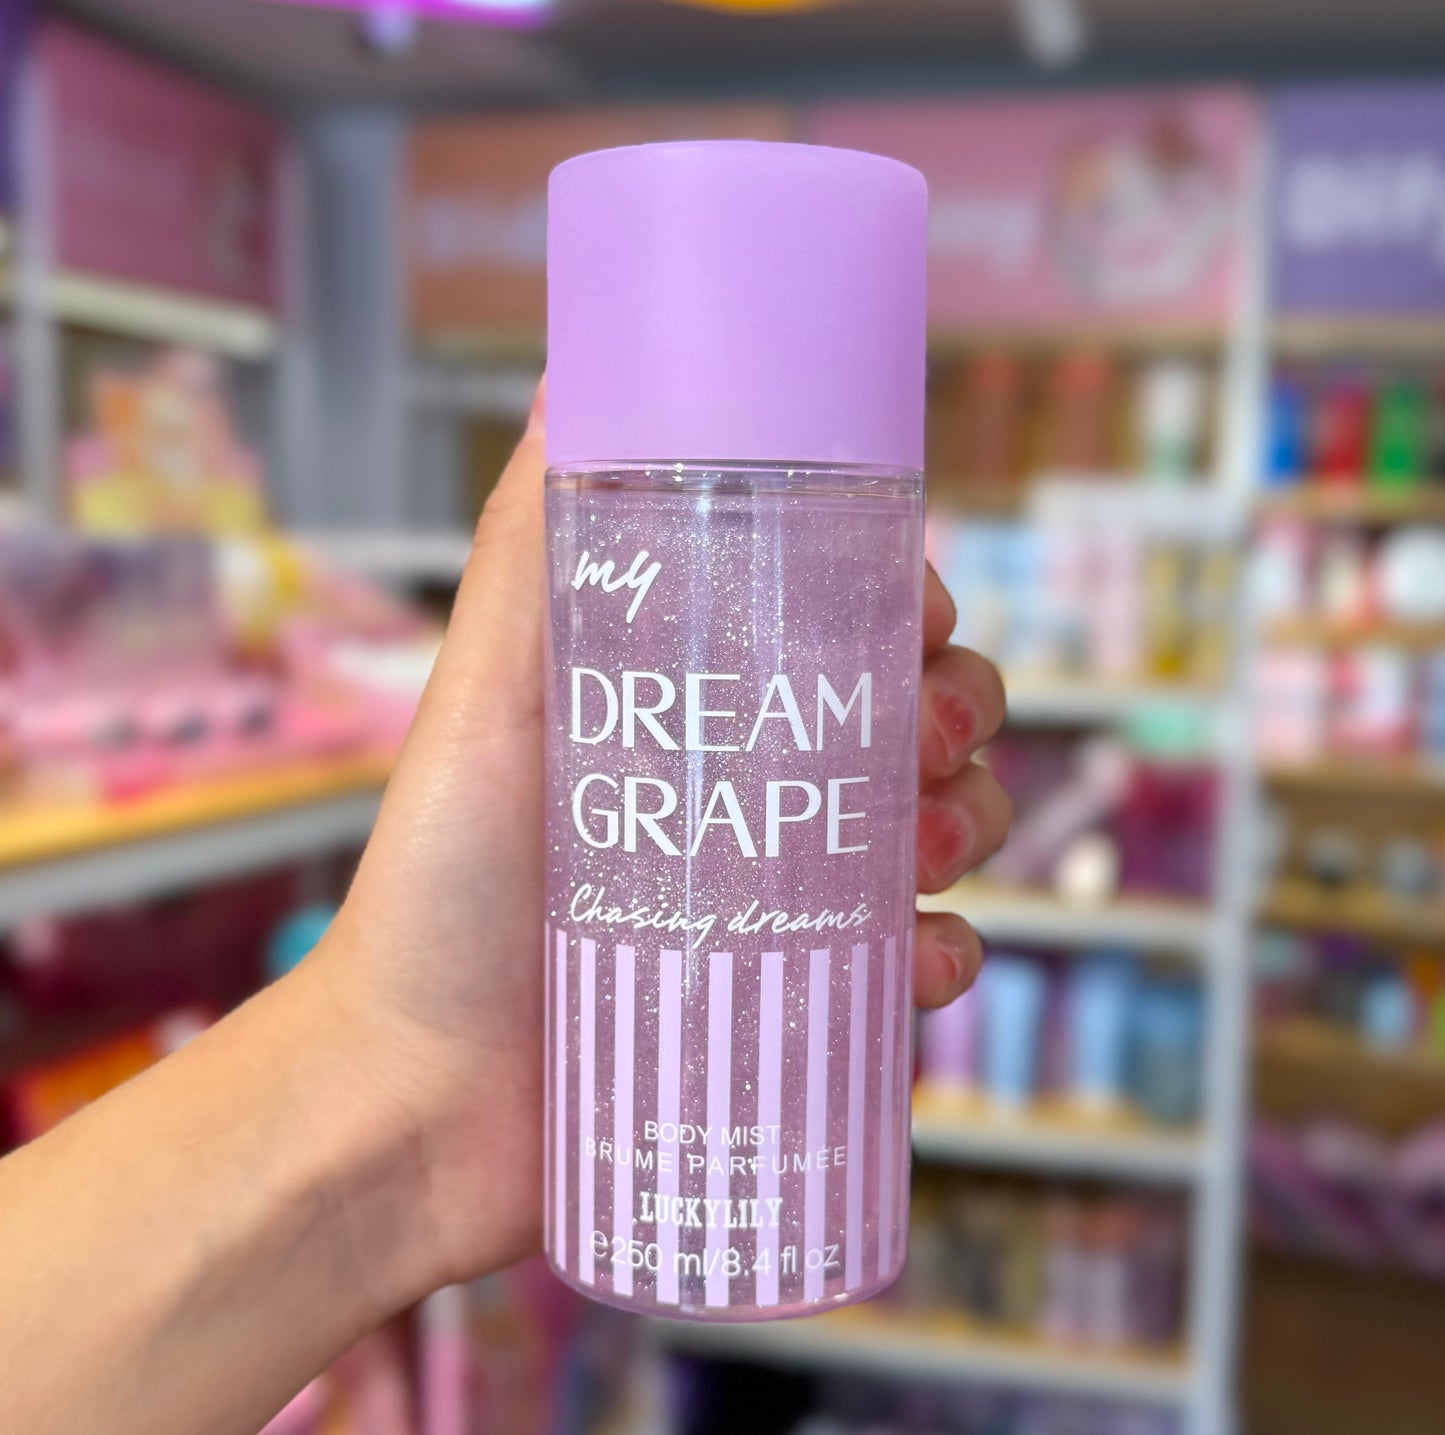 my
DREAM
GRAPE
Chasing dreams
BODY MIST
BRUME PARFUMÉE
LUCKYLILY
℮250 ml/8.4 fl oz